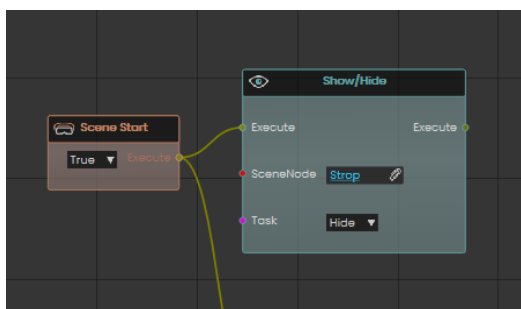 Show/Hide
Scene Start
Execute
Execute
True
Execute
SceneNode
Strop
Task
Hide